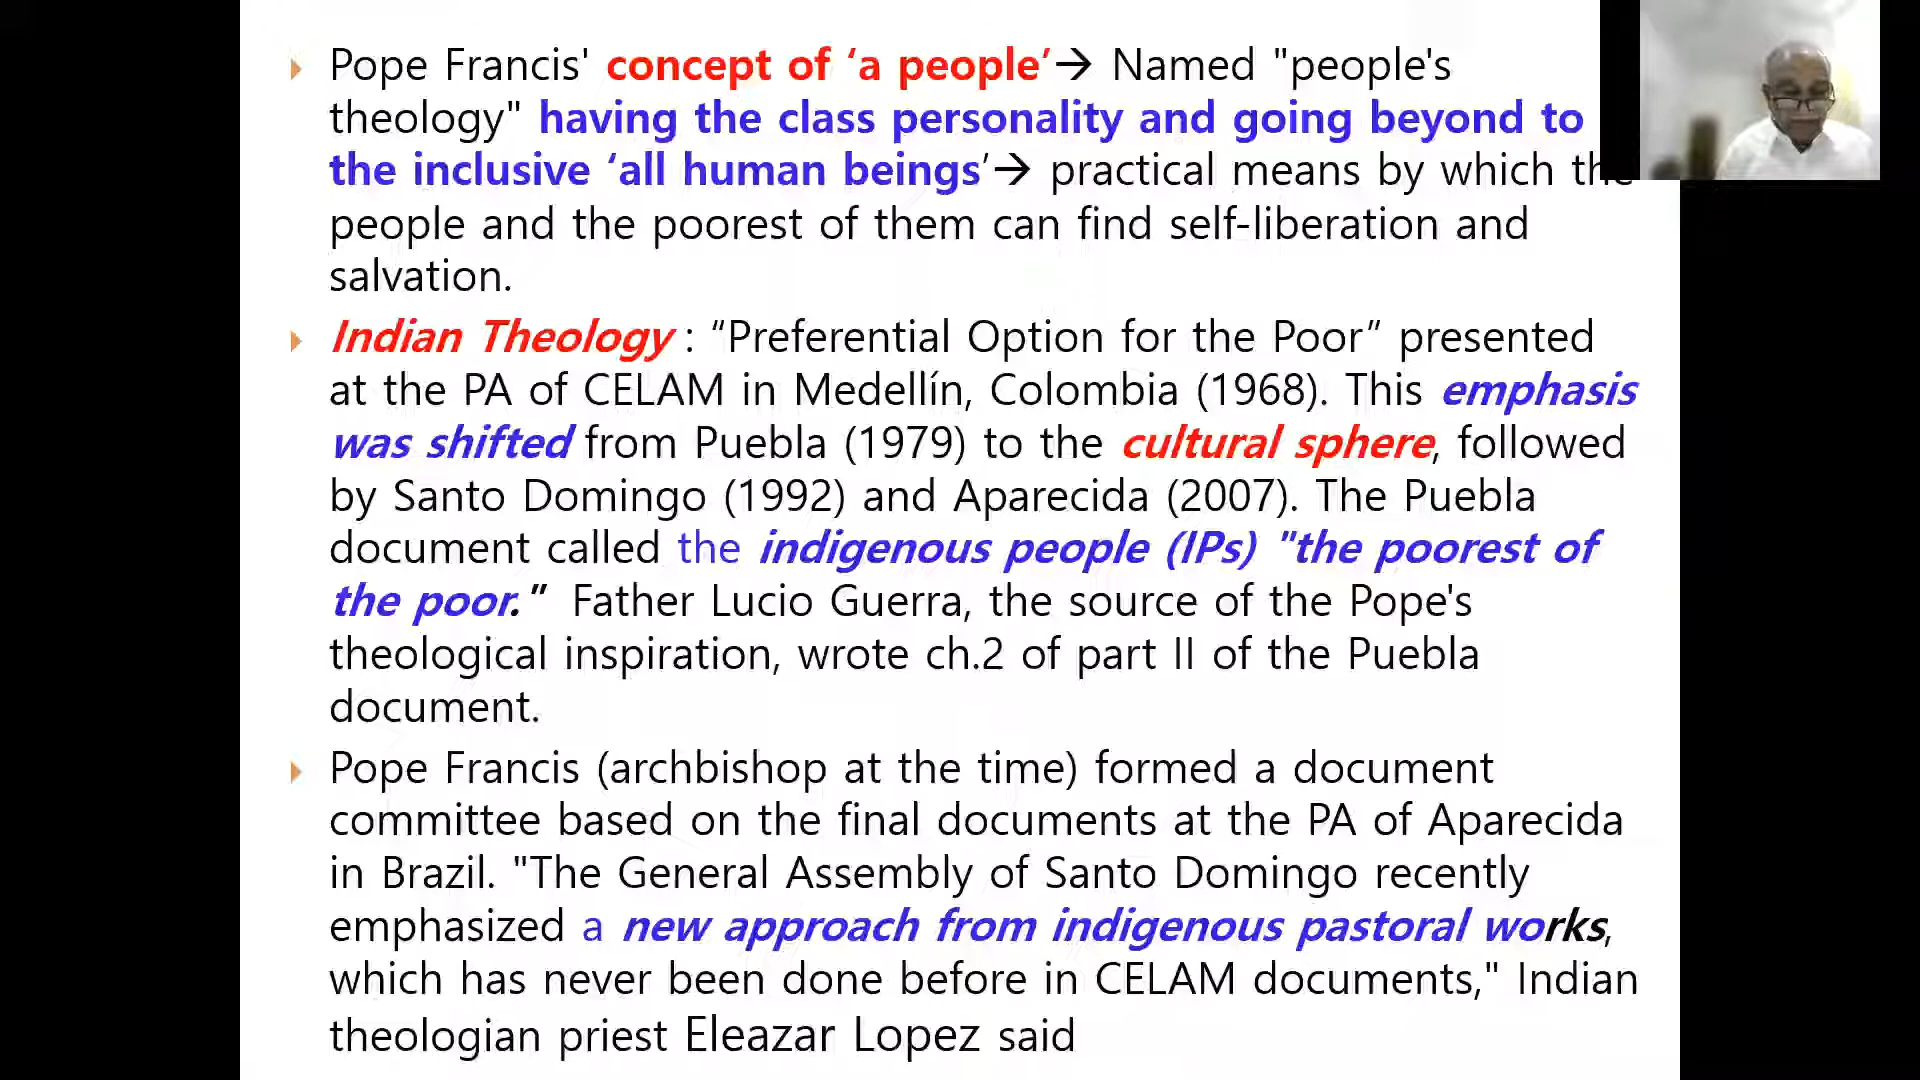 Pope Francis' concept of ‘a people’→ Named "people's
theology" having the class personality and going beyond to
the inclusive ‘all human beings’→ practical means by which the
people and the poorest of them can find self-liberation and
salvation.
Indian Theology : “Preferential Option for the Poor” presented
at the PA of CELAM in Medellín, Colombia (1968). This emphasis
was shifted from Puebla (1979) to the cultural sphere, followed
by Santo Domingo (1992) and Aparecida (2007). The Puebla
document called the indigenous people (IPs) "the poorest of
the poor.” Father Lucio Guerra, the source of the Pope's
theological inspiration, wrote ch.2 of part II of the Puebla
document.
Pope Francis (archbishop at the time) formed a document
committee based on the final documents at the PA of Aparecida
in Brazil. "The General Assembly of Santo Domingo recently
emphasized a new approach from indigenous pastoral works,
which has never been done before in CELAM documents," Indian
theologian priest Eleazar Lopez said